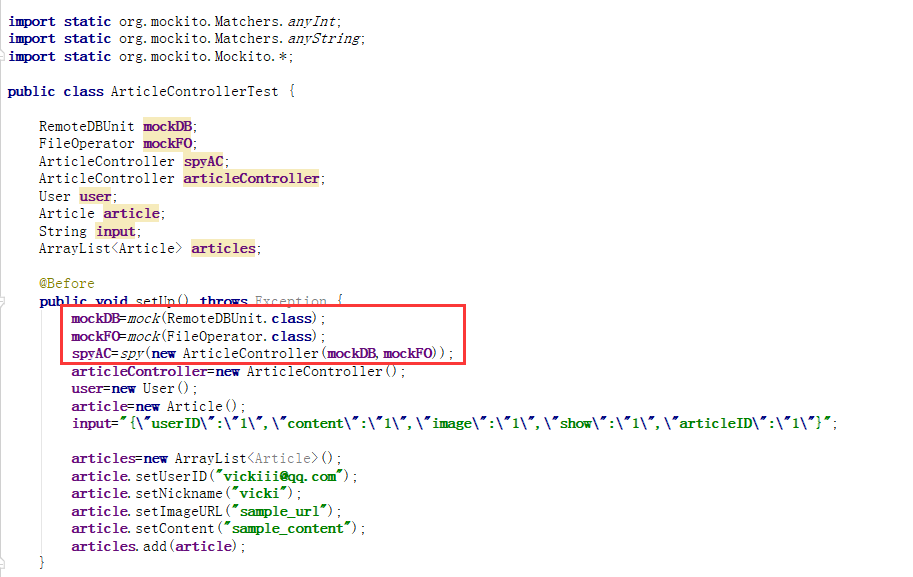 import static org.mockito.Matchers.anyInt;
import static org.mockito.Matchers.anyString;
import static org.mockito.Mockito.*;
public class ArticleControllerTest {
RemoteDBUnit mockDB;
FileOperator mockFO;
ArticleController spyAC;
ArticleController articleController;
User user;
Article article;
String input;
ArrayList<Article> articles;
@Before
public void setUp() throws Exception {
mockDB=mock(RemoteDBUnit.class);
mockFO=mock(FileOperator.class);
spyAC=spy(new ArticleController(mockDB,mockFO));
articleController=new ArticleController();
user=new User();
article=new Article();
input="{\"userID\":\"1\",\"content\":\"1\",\"image\":\"1\",\"show\":\"1\",\"articleID\":\"1\"}";
articles=new ArrayList<Article>();
article.setUserID("vickiii@qq.com");
article.setNickname("vicki");
article.setImageURL("sample_url");
article.setContent("sample_content");
articles.add(article);
}